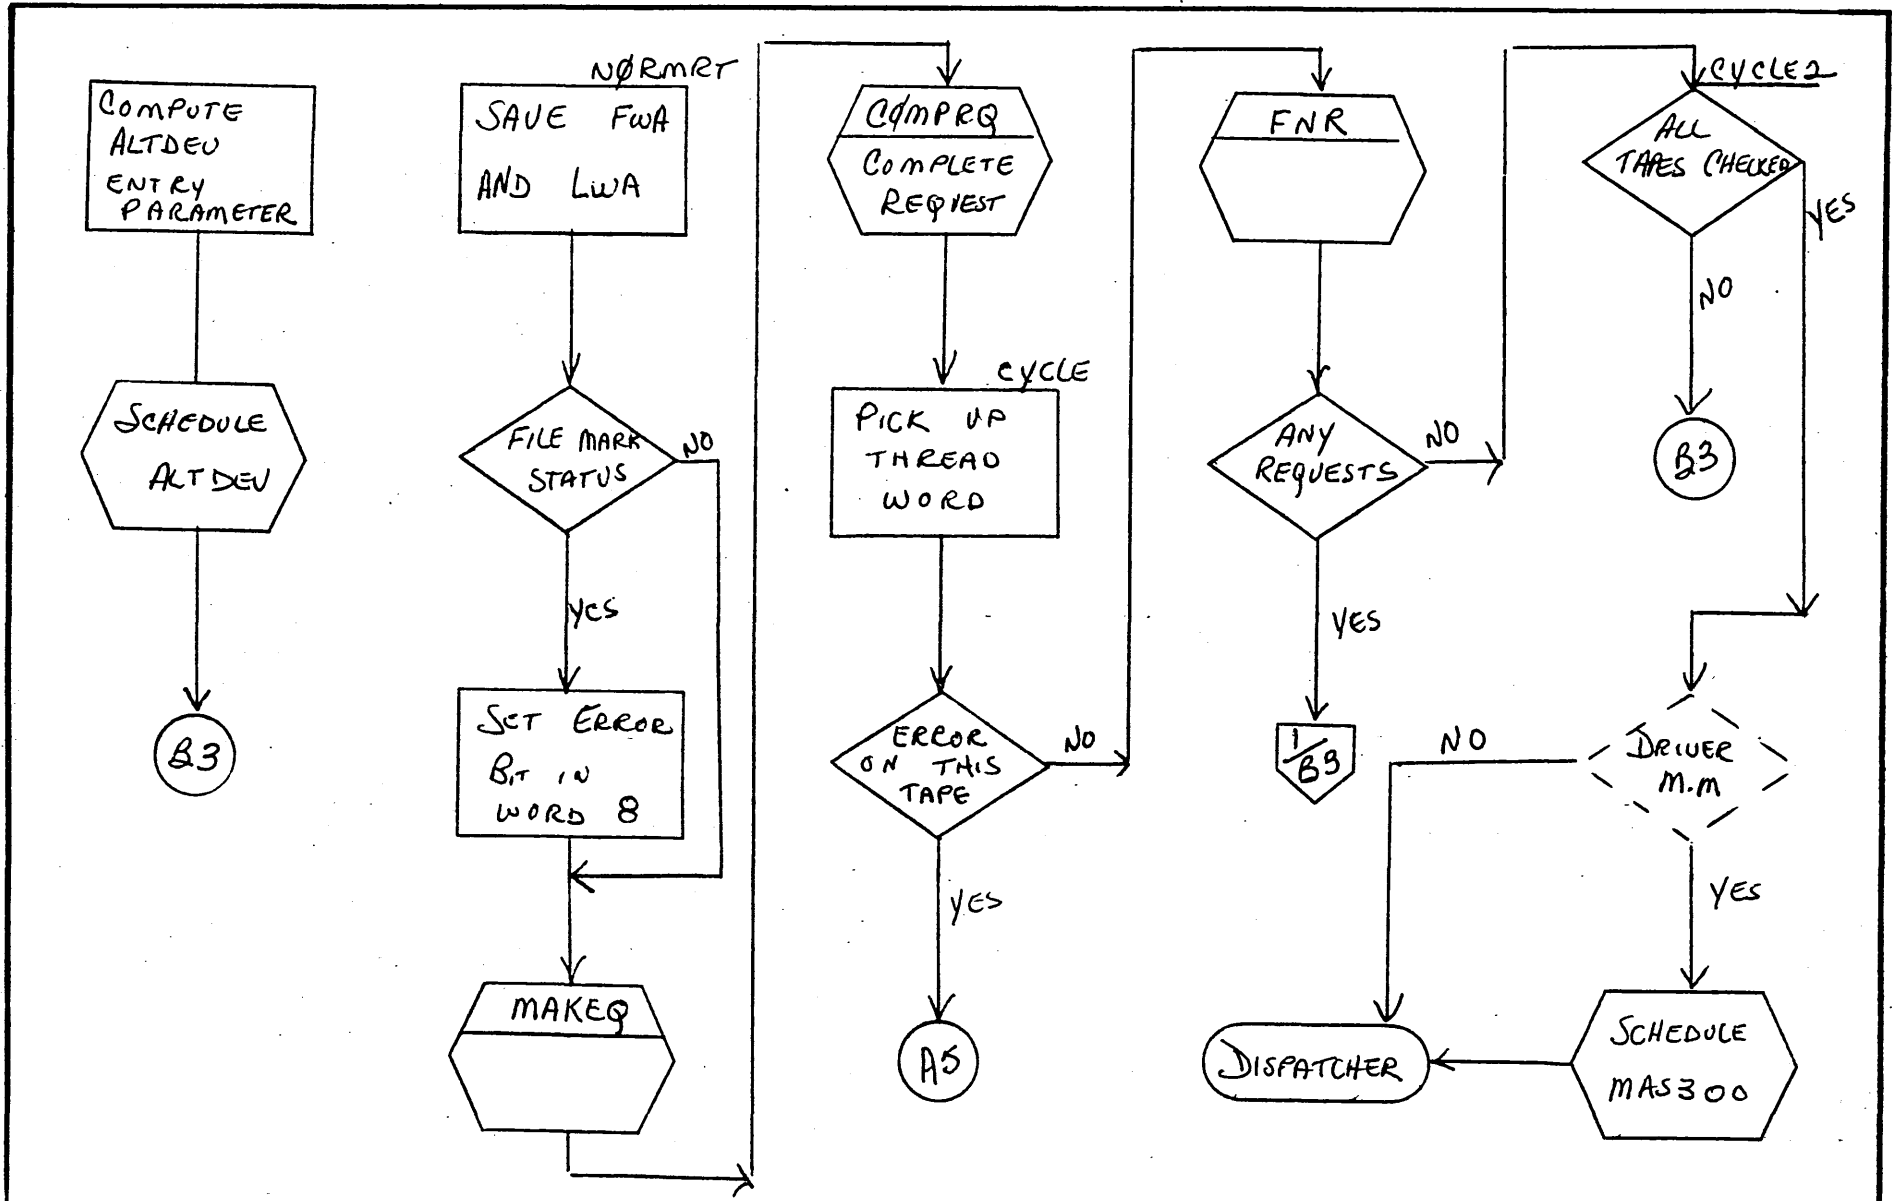 COMPUTE
ALTDEV
ENTRY
PARAMETER
SCHEDULE
ALTDEV
B3
NØRMRT
SAVE FWA
AND LWA
FILE MARK
STATUS
NO
YES
SET ERROR
BIT IN
WORD 8
MAKEQ
CØMPRQ
COMPLETE
REQUEST
CYCLE
PICK UP
THREAD
WORD
ERROR
ON THIS
TAPE
NO
YES
A5
FNR
ANY
REQUESTS
NO
YES
1
B3
CYCLE2
ALL
TAPES CHECKED
YES
NO
B3
DRIVER
M.M
NO
YES
SCHEDULE
MAS300
DISPATCHER